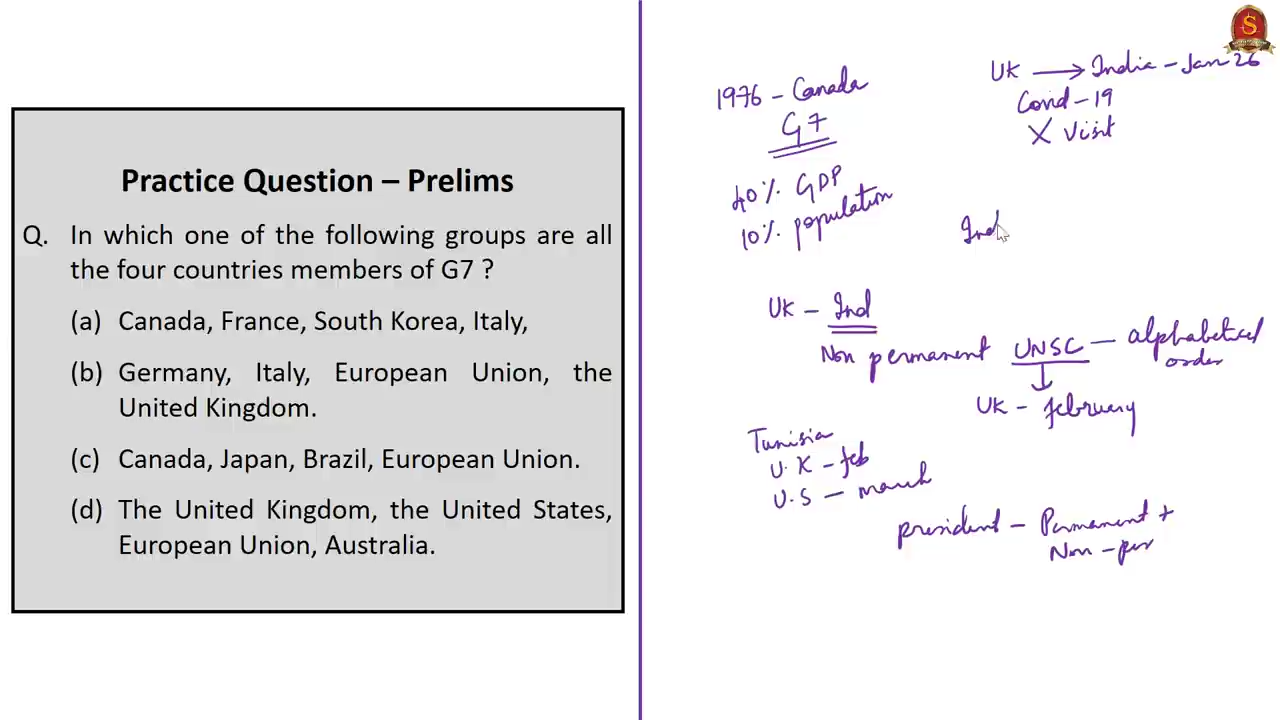 Practice Question – Prelims
Q. In which one of the following groups are all
the four countries members of G7 ?
(a) Canada, France, South Korea, Italy,
(b) Germany, Italy, European Union, the
United Kingdom.
(c) Canada, Japan, Brazil, European Union.
(d) The United Kingdom, the United States,
European Union, Australia.
S
1976 – Canada
G7
40% GDP
10% population
UK → India – Jan 26
Covid – 19
X Visit
Ind
UK – Ind
Non permanent UNSC – alphabetical
order
UK – february
Tunisia
U.K – feb
U.S – march
president – Permanent +
Non – per